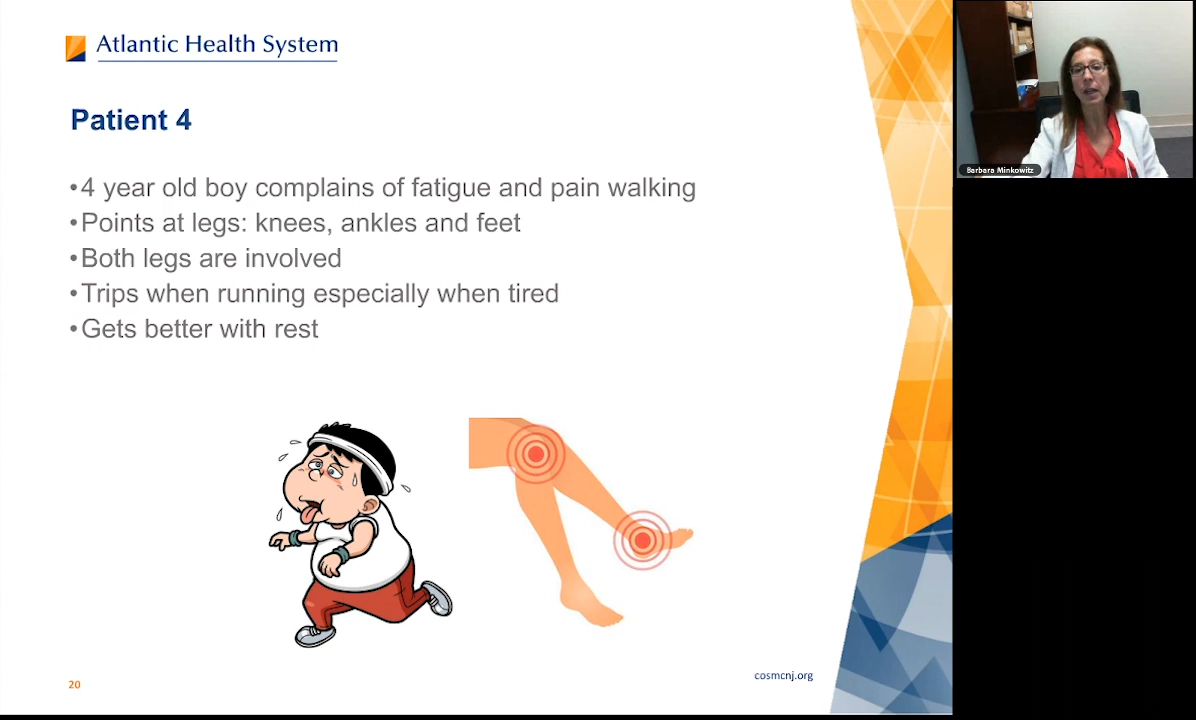 Atlantic Health System
Patient 4
•4 year old boy complains of fatigue and pain walking
•Points at legs: knees, ankles and feet
•Both legs are involved
•Trips when running especially when tired
•Gets better with rest
20
cosmcnj.org
Barbara Minkowitz